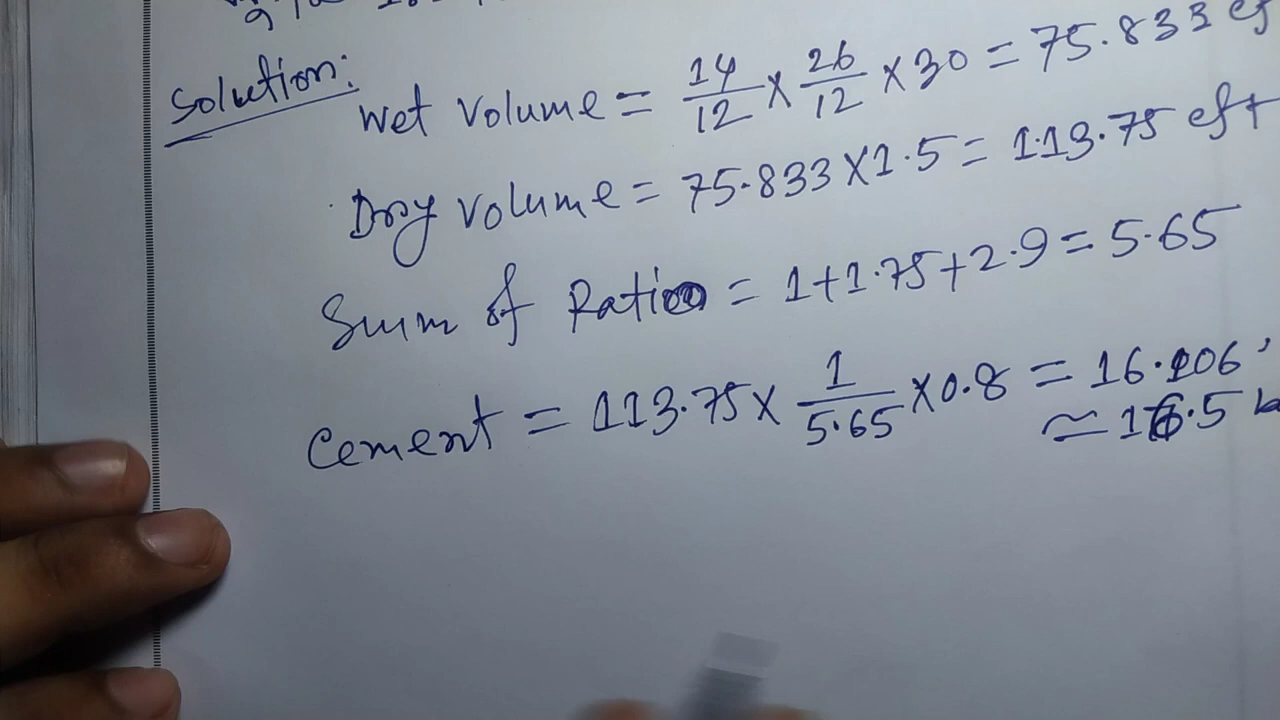 Solution:
Wet Volume = 14/12 × 26/12 × 30 = 75.833 cf
Dry Volume = 75.833 × 1.5 = 113.75 cft
Sum of Ratio = 1+1.75+2.9 = 5.65
Cement = 113.75 × 1/5.65 × 0.8 = 16.106
≃ 16.5